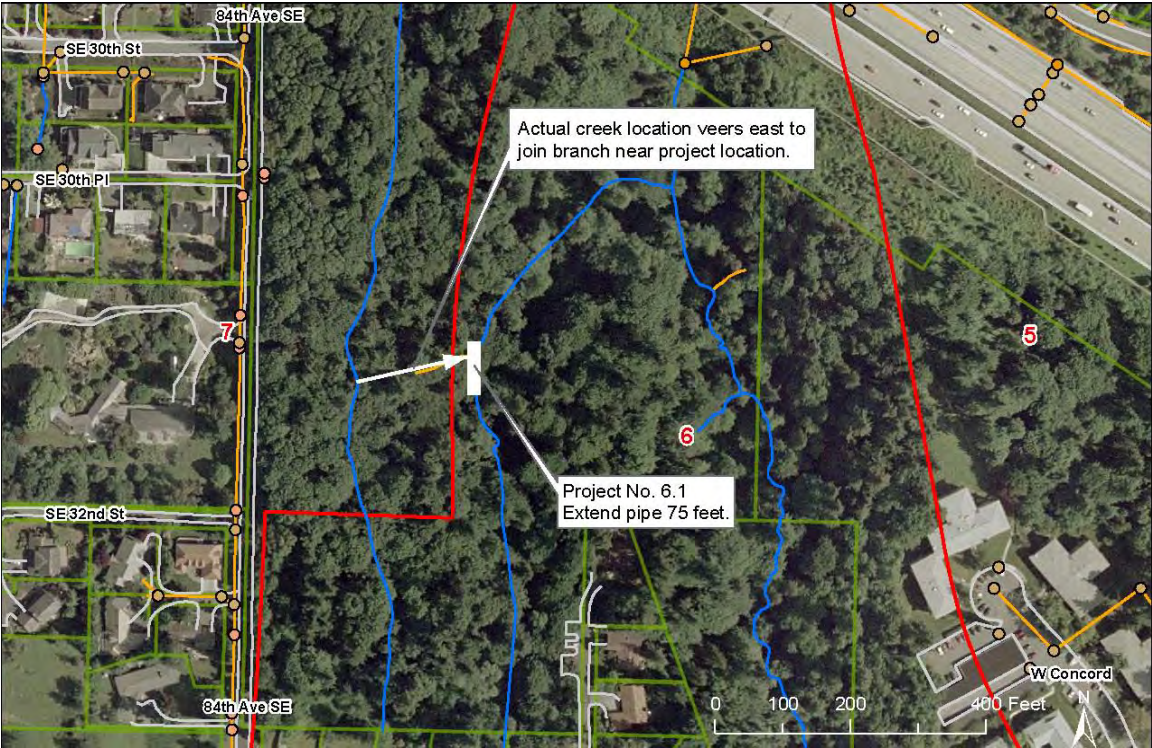 84th Ave SE
SE 30th St
Actual creek location veers east to
join branch near project location.
SE 30th Pl
7
5
6
Project No. 6.1
Extend pipe 75 feet.
SE 32nd St
W Concord
84th Ave SE
0 100 200 400 Feet
N